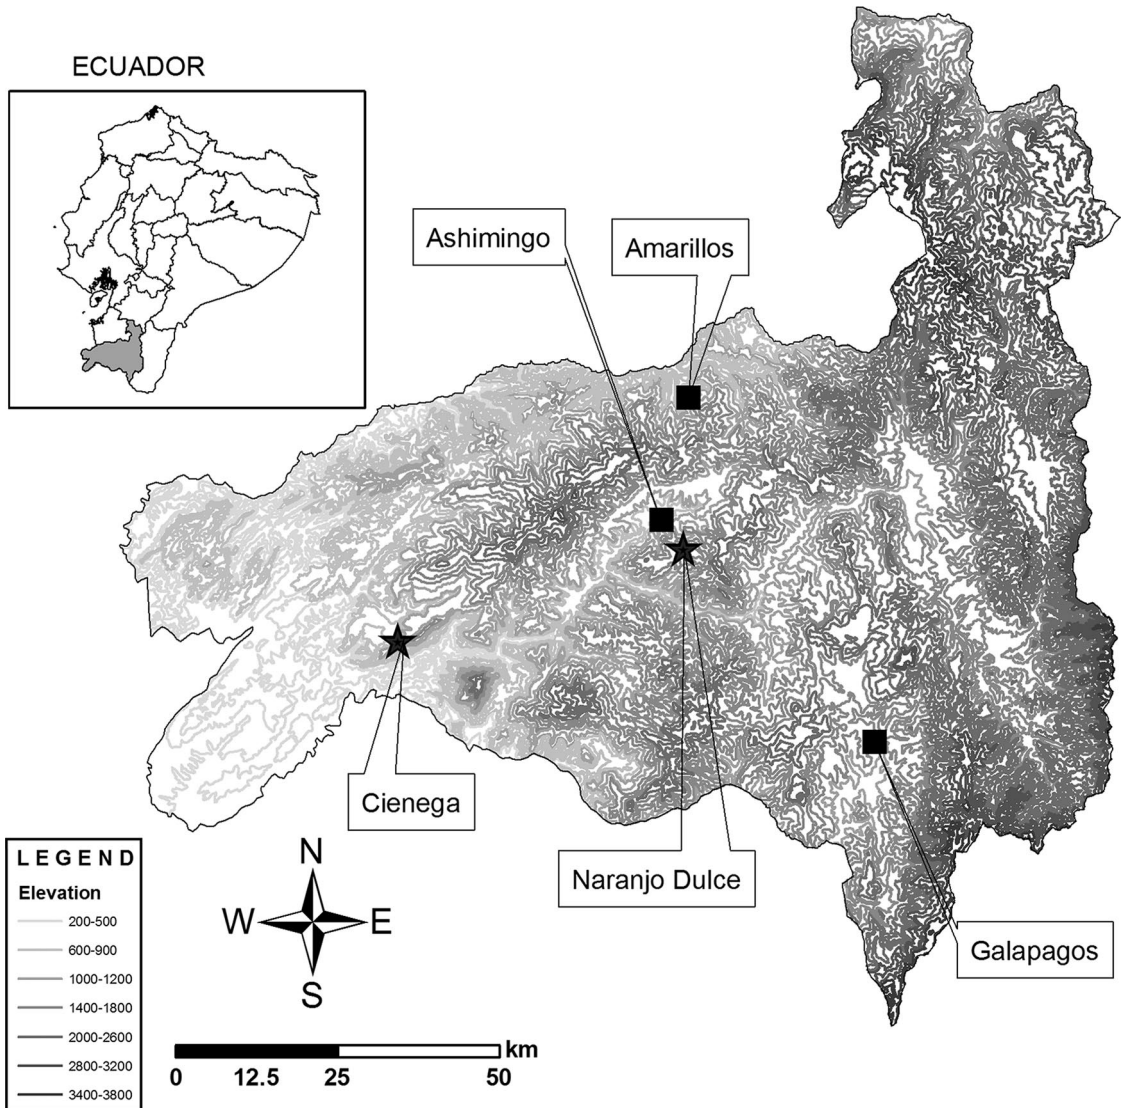 ECUADOR
Ashimingo
Amarillos
Cienega
Naranjo Dulce
Galapagos
LEGEND
Elevation
200-500
600-900
1000-1200
1400-1800
2000-2600
2800-3200
3400-3800
N
W E
S
km
0 12.5 25 50